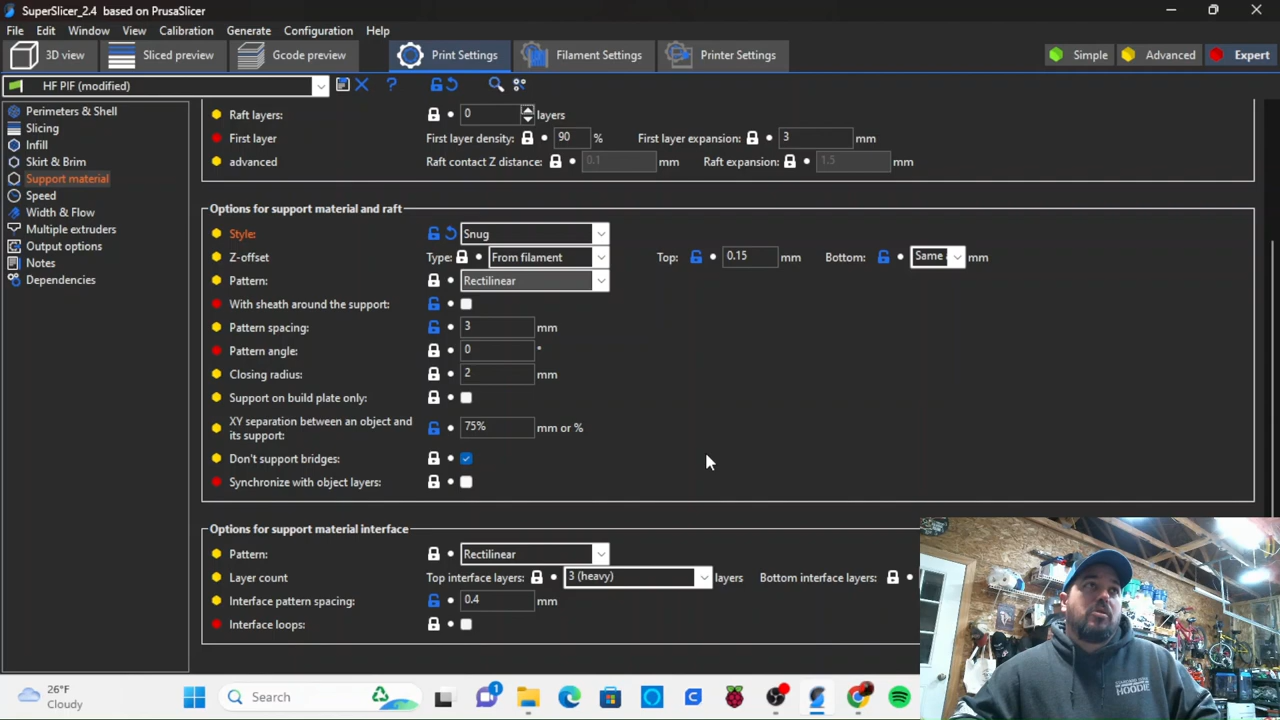 SuperSlicer_2.4 based on PrusaSlicer
File Edit Window View Calibration Generate Configuration Help
3D view Sliced preview Gcode preview Print Settings Filament Settings Printer Settings Simple Advanced Expert
HF PIF (modified) ?
Perimeters & Shell
Slicing
Infill
Skirt & Brim
Support material
Speed
Width & Flow
Multiple extruders
Output options
Notes
Dependencies
Raft layers: 0 layers
First layer First layer density: 90 % First layer expansion: 3 mm
advanced Raft contact Z distance: 0.1 mm Raft expansion: 1.5 mm
Options for support material and raft
Style: Snug
Z-offset Type: From filament Top: 0.15 mm Bottom: Same mm
Pattern: Rectilinear
With sheath around the support:
Pattern spacing: 3 mm
Pattern angle: 0 °
Closing radius: 2 mm
Support on build plate only:
XY separation between an object and
its support: 75% mm or %
Don't support bridges:
Synchronize with object layers:
Options for support material interface
Pattern: Rectilinear
Layer count Top interface layers: 3 (heavy) layers Bottom interface layers:
Interface pattern spacing: 0.4 mm
Interface loops:
HOODIE
26°F
Cloudy
Search
1